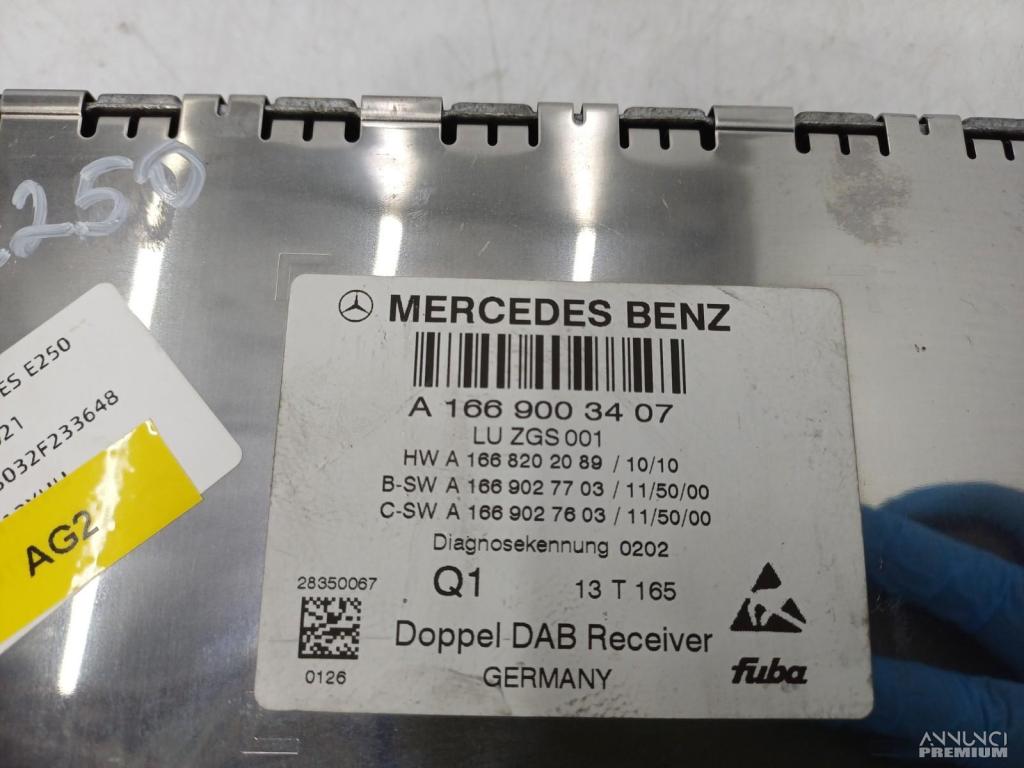 250
ES E250
021
032F233648
AG2
MERCEDES BENZ
A 166 900 34 07
LU ZGS 001
HW A 166 820 20 89 / 10/10
B-SW A 166 902 77 03 / 11/50/00
C-SW A 166 902 76 03 / 11/50/00
Diagnosekennung 0202
28350067
Q1 13 T 165
Doppel DAB Receiver
0126
GERMANY
fuba
ANNUNCI
PREMIUM